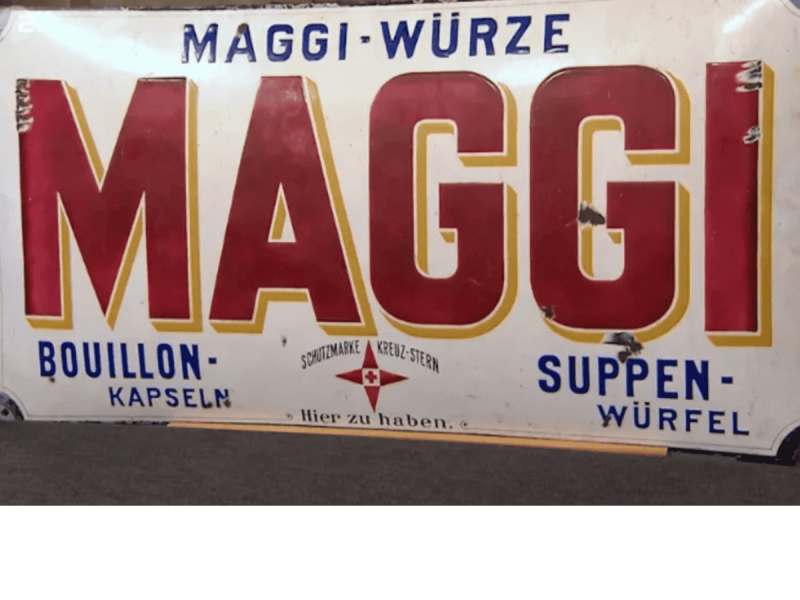 MAGGI-WÜRZE
MAGGI
BOUILLON-
KAPSELN
SCHUTZMARKE KREUZ-STERN
Hier zu haben.
SUPPEN-
WÜRFEL